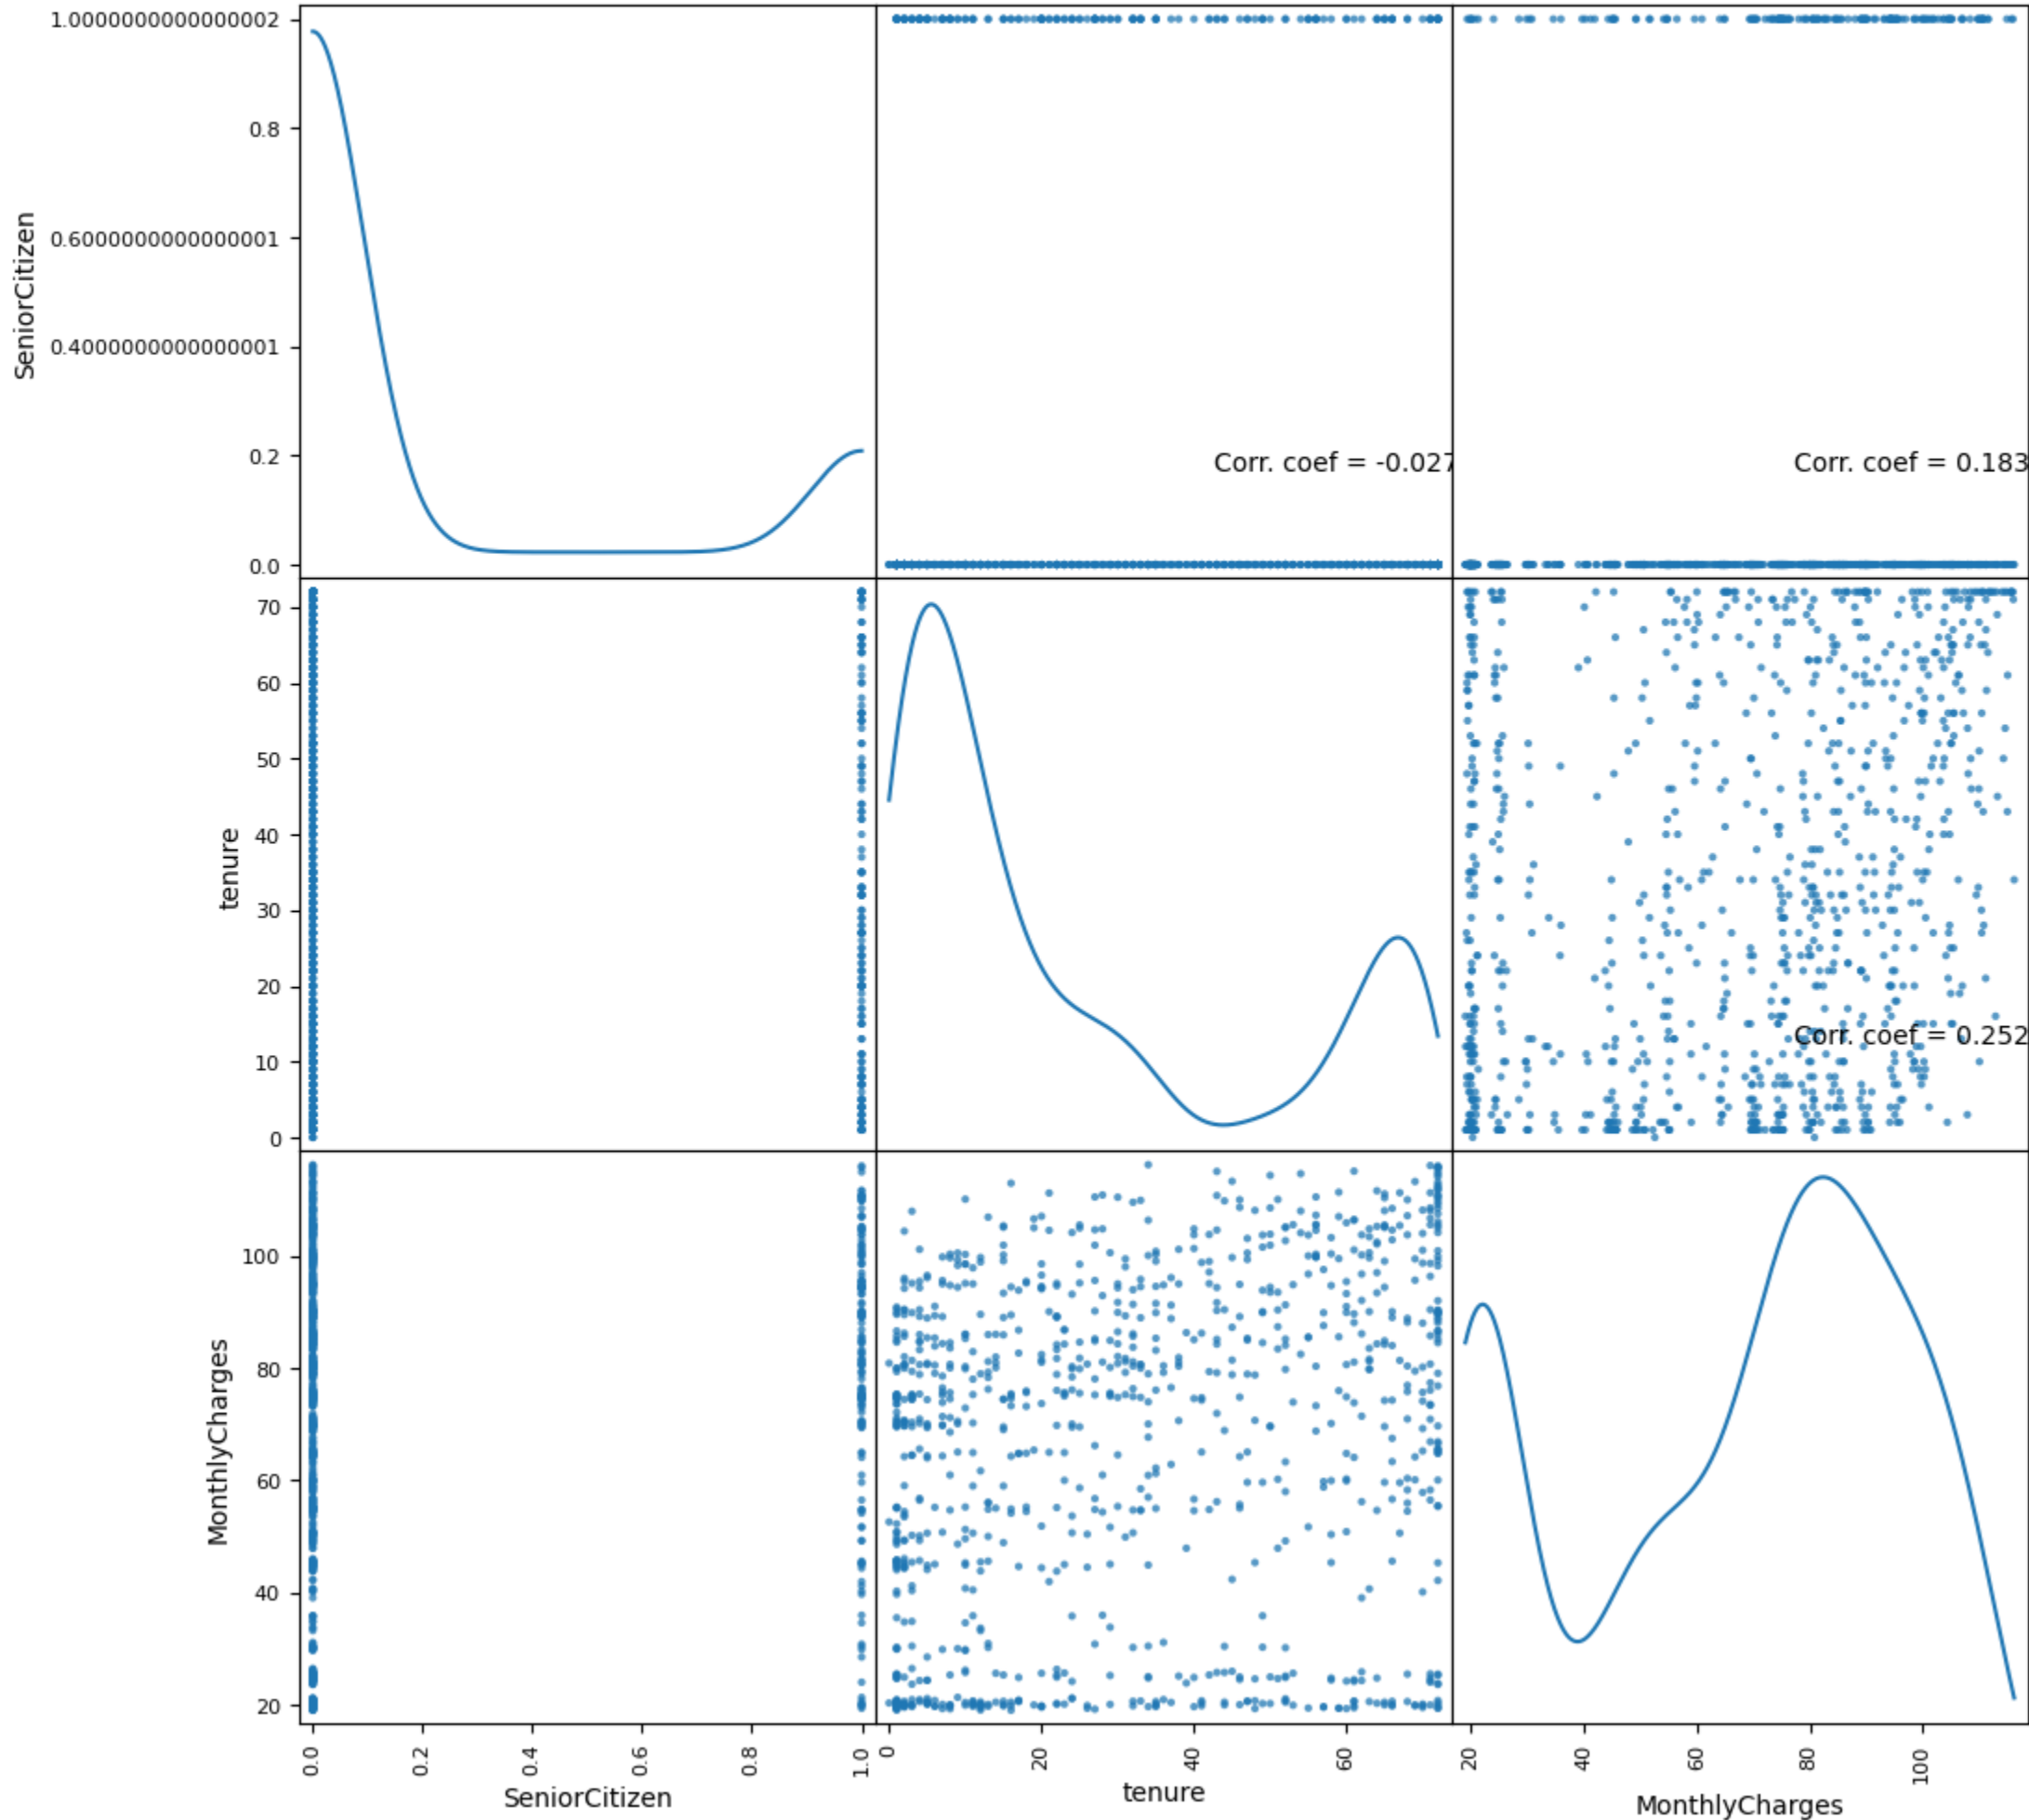 1.0000000000000002
0.8
0.6000000000000001
0.4000000000000001
0.2
0.0
SeniorCitizen
Corr. coef = -0.027
Corr. coef = 0.183
70
60
50
40
30
20
10
0
tenure
Corr. coef = 0.252
100
80
60
40
20
MonthlyCharges
0.0 0.2 0.4 0.6 0.8 1.0
0 20 40 60
20 40 60 80 100
SeniorCitizen
tenure
MonthlyCharges